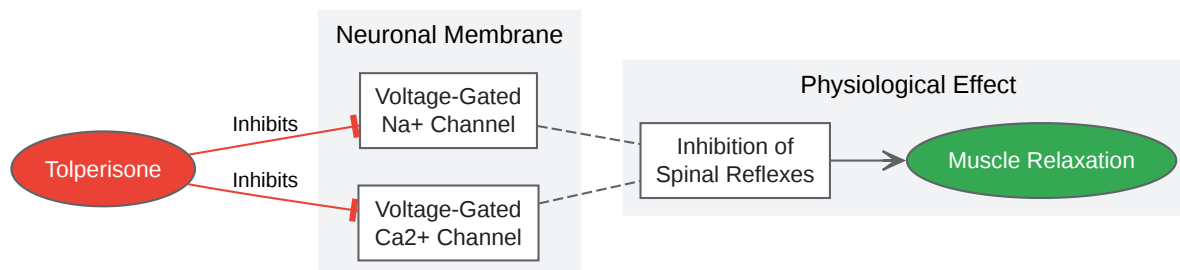 Neuronal Membrane
Physiological Effect
Tolperisone
Inhibits
Inhibits
Voltage-Gated
Na+ Channel
Voltage-Gated
Ca2+ Channel
Inhibition of
Spinal Reflexes
Muscle Relaxation